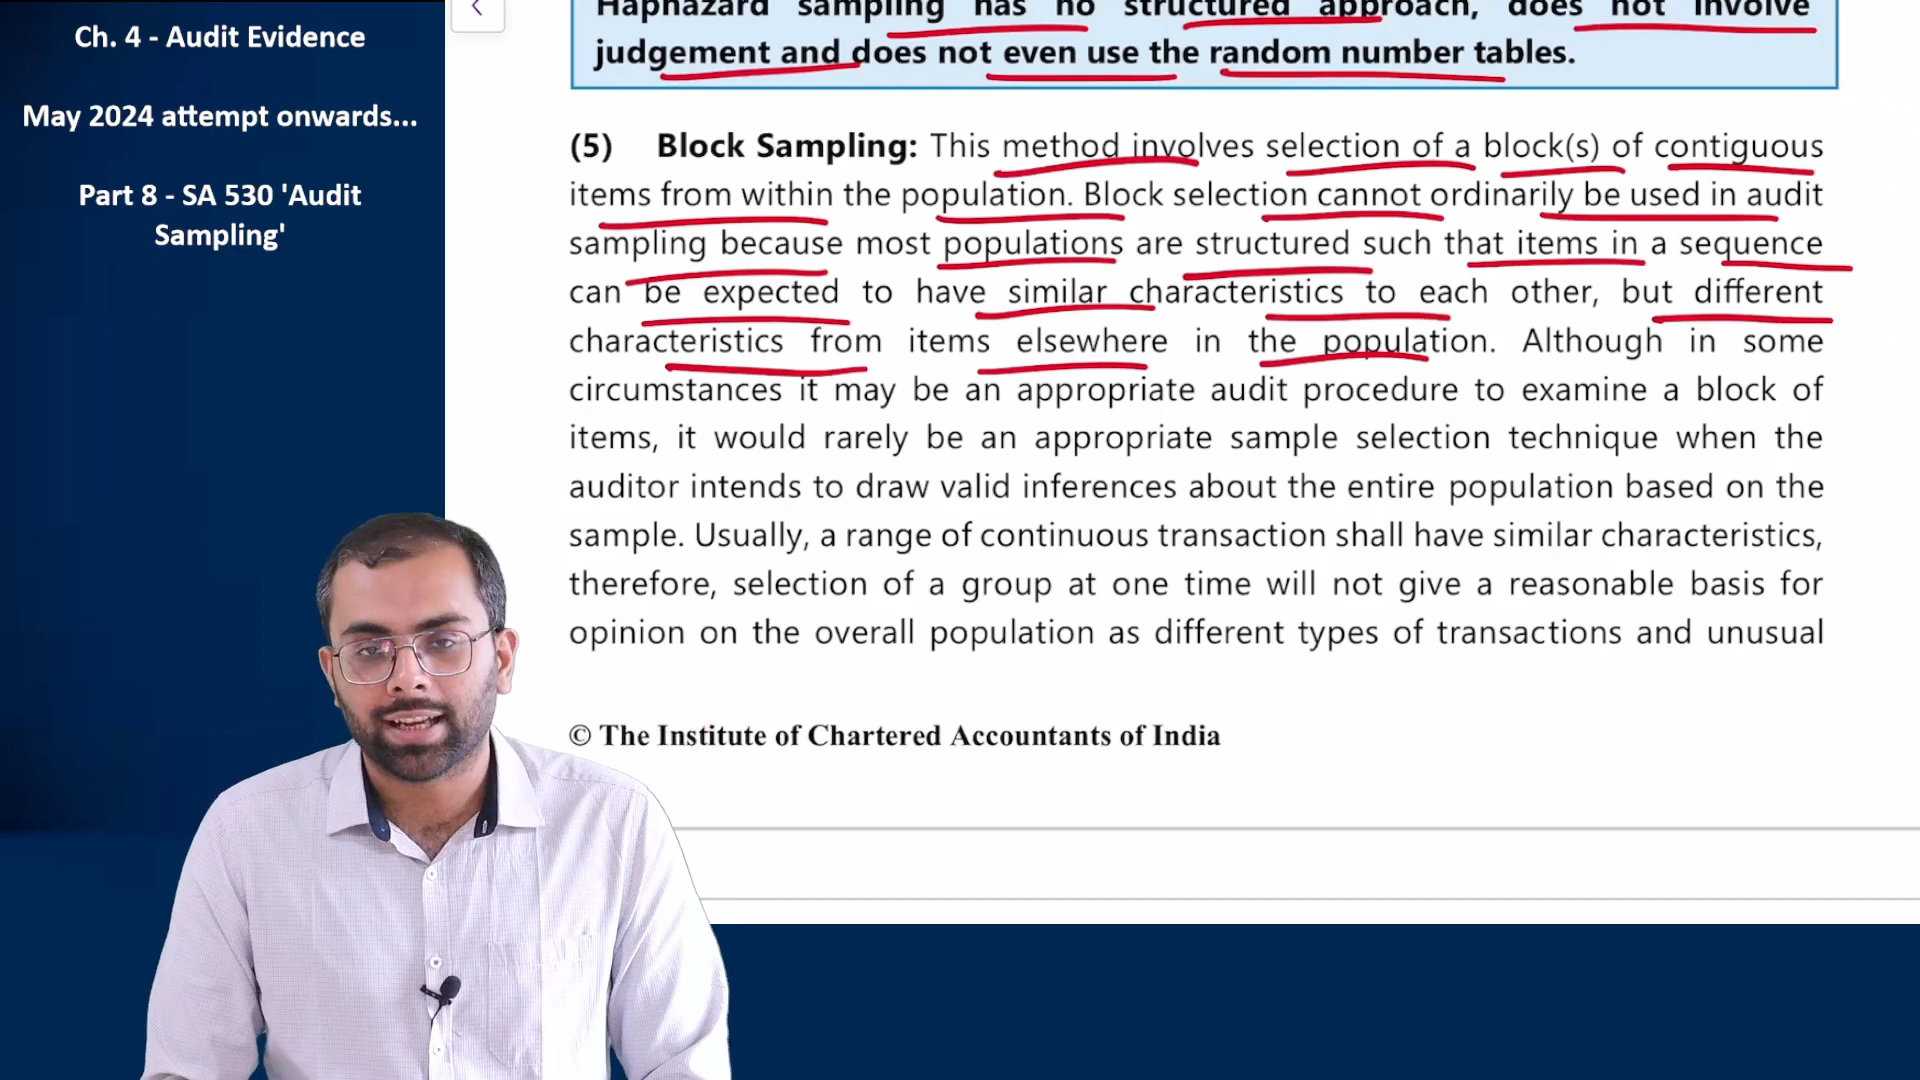 Ch. 4 - Audit Evidence
May 2024 attempt onwards...
Part 8 - SA 530 'Audit
Sampling'
Haphazard sampling has no structured approach, does not involve
judgement and does not even use the random number tables.
(5) Block Sampling: This method involves selection of a block(s) of contiguous
items from within the population. Block selection cannot ordinarily be used in audit
sampling because most populations are structured such that items in a sequence
can be expected to have similar characteristics to each other, but different
characteristics from items elsewhere in the population. Although in some
circumstances it may be an appropriate audit procedure to examine a block of
items, it would rarely be an appropriate sample selection technique when the
auditor intends to draw valid inferences about the entire population based on the
sample. Usually, a range of continuous transaction shall have similar characteristics,
therefore, selection of a group at one time will not give a reasonable basis for
opinion on the overall population as different types of transactions and unusual
© The Institute of Chartered Accountants of India